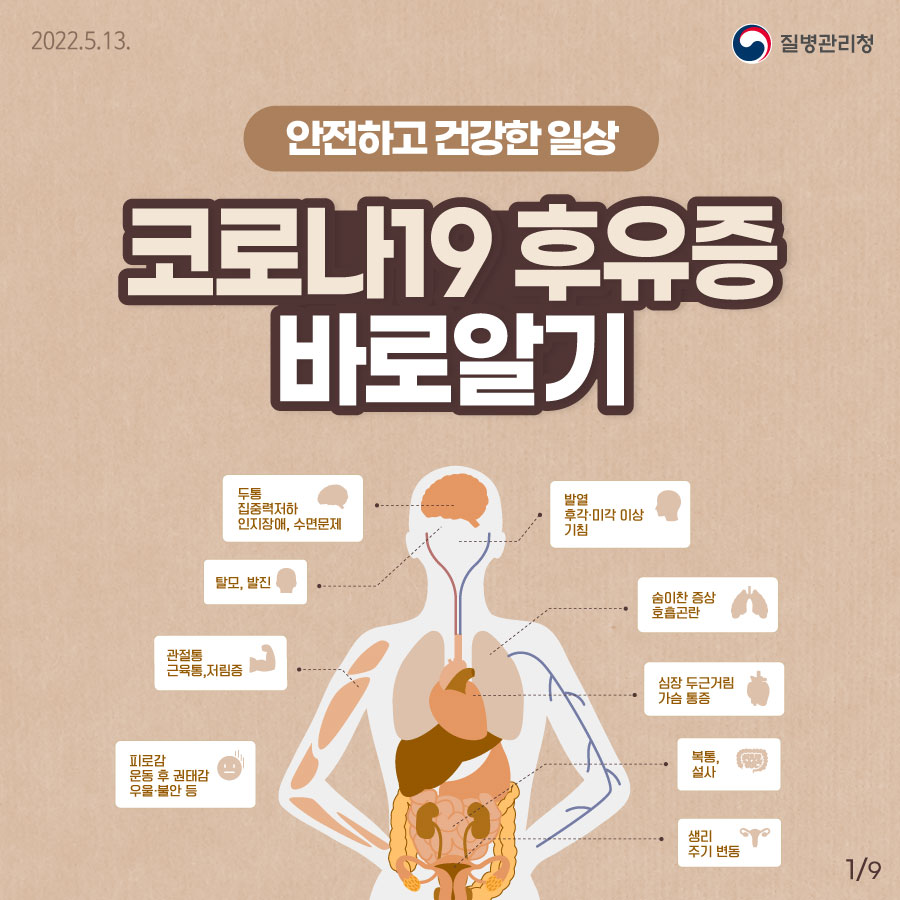 2022.5.13.
질병관리청
안전하고 건강한 일상
코로나19 후유증
바로알기
두통
집중력저하
인지장애, 수면문제
발열
후각·미각 이상
기침
탈모, 발진
숨이찬 증상
호흡곤란
관절통
근육통,저림증
심장 두근거림
가슴 통증
피로감
운동 후 권태감
우울·불안 등
복통,
설사
생리
주기 변동
1/9